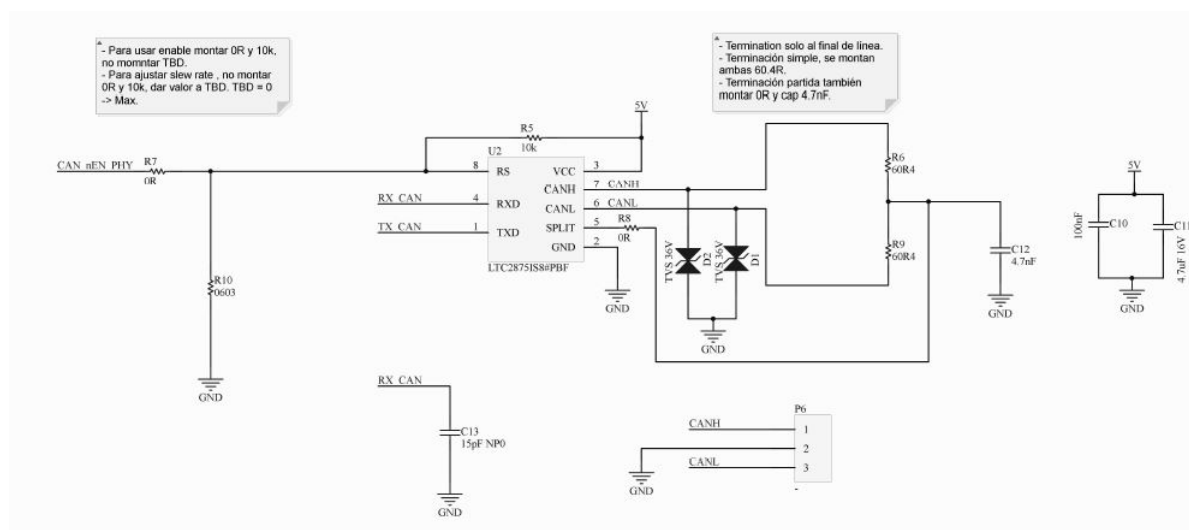 - Para usar enable montar 0R y 10k,
no momntar TBD.
- Para ajustar slew rate , no montar
0R y 10k, dar valor a TBD. TBD = 0
-> Max.
- Termination solo al final de línea.
- Terminación simple, se montan
ambas 60.4R.
- Terminación partida también
montar 0R y cap 4.7nF.
5V
R5
10k
U2
CAN_nEN_PHY
R7
0R
8
RS
VCC
3
CANH
7
CANH
RX_CAN
4
RXD
CANL
6
CANL
TX_CAN
1
TXD
SPLIT
5
R8
0R
GND
2
LTC2875IS8#PBF
GND
R10
0603
GND
TVS 36V
D2
TVS 36V
D1
GND
R6
60R4
R9
60R4
C12
4.7nF
GND
5V
100nF
C10
C11
4.7uF 16V
GND
RX_CAN
C13
15pF NP0
GND
P6
CANH
1
2
CANL
3
GND
-